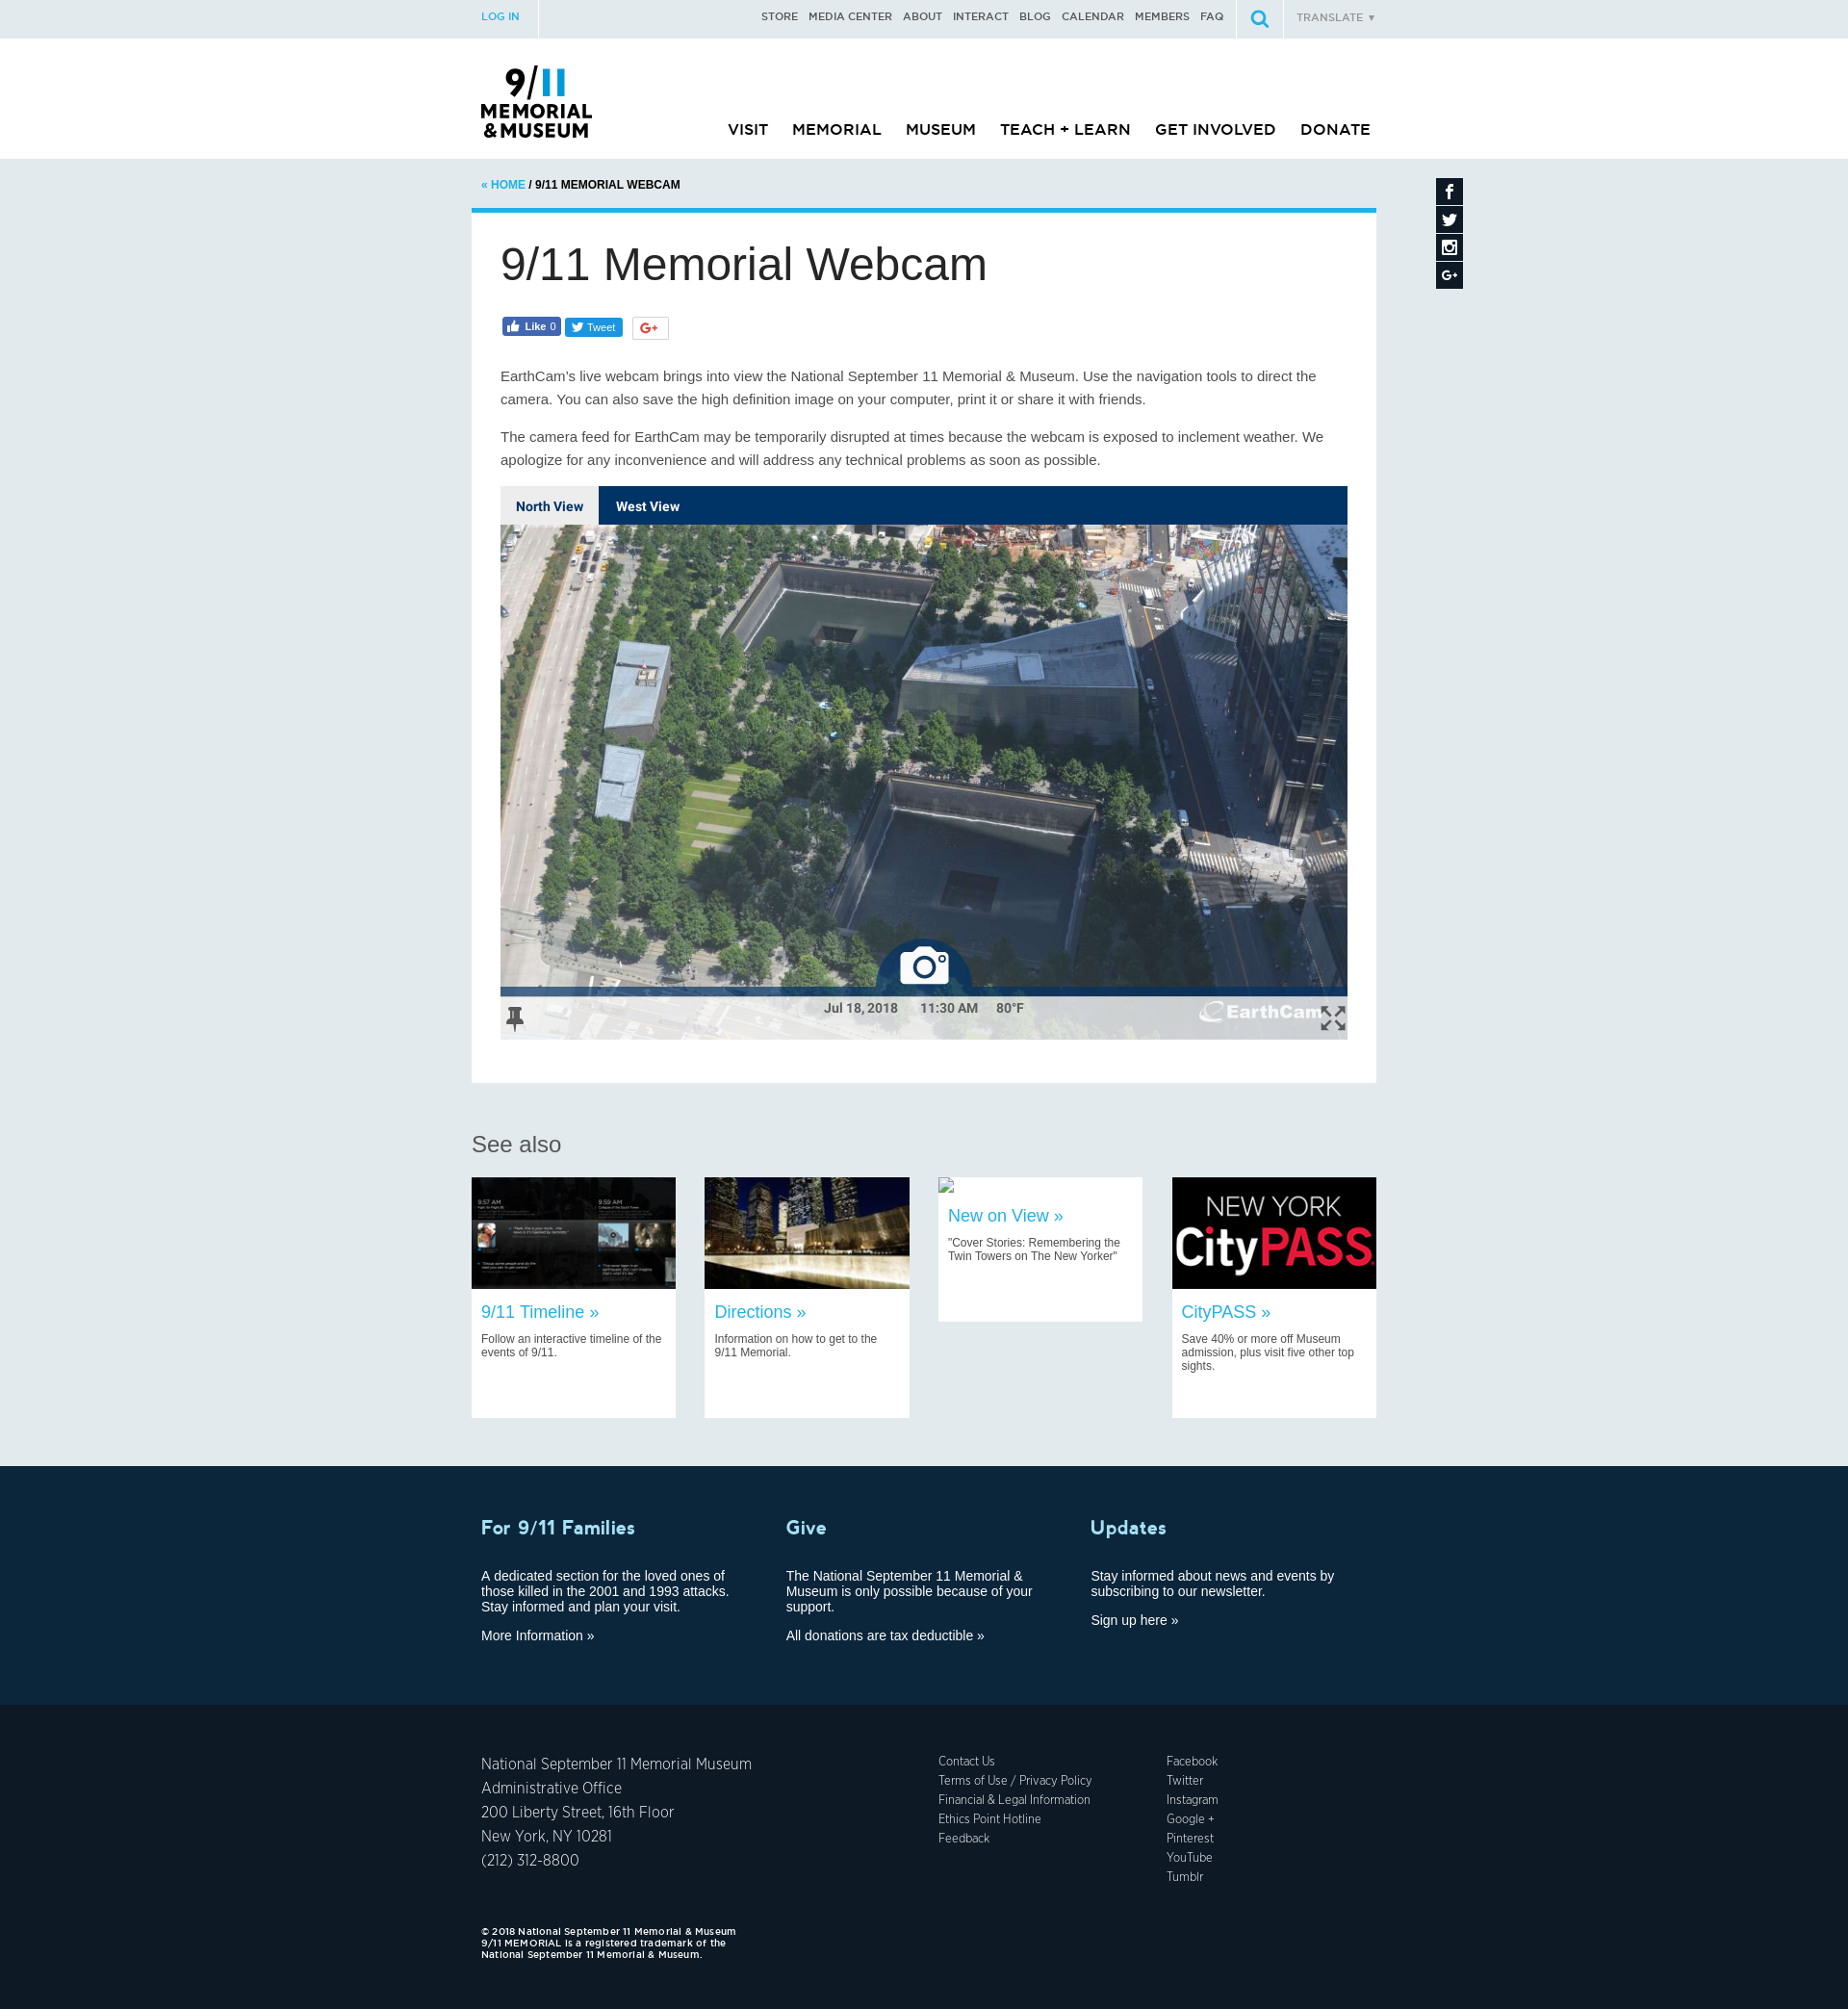 LOG IN
STORE MEDIA CENTER ABOUT INTERACT BLOG CALENDAR MEMBERS FAQ
TRANSLATE ▼
9/11
MEMORIAL
&MUSEUM
VISIT MEMORIAL MUSEUM TEACH + LEARN GET INVOLVED DONATE
« HOME / 9/11 MEMORIAL WEBCAM
9/11 Memorial Webcam
Like 0 Tweet G+
EarthCam's live webcam brings into view the National September 11 Memorial & Museum. Use the navigation tools to direct the
camera. You can also save the high definition image on your computer, print it or share it with friends.
The camera feed for EarthCam may be temporarily disrupted at times because the webcam is exposed to inclement weather. We
apologize for any inconvenience and will address any technical problems as soon as possible.
North View West View
Jul 18, 2018 11:30 AM 80°F
EarthCam
See also
9:57 AM 9:59 AM
NEW YORK
CityPASS
9/11 Timeline »
Follow an interactive timeline of the
events of 9/11.
Directions »
Information on how to get to the
9/11 Memorial.
New on View »
"Cover Stories: Remembering the
Twin Towers on The New Yorker"
CityPASS »
Save 40% or more off Museum
admission, plus visit five other top
sights.
For 9/11 Families
A dedicated section for the loved ones of
those killed in the 2001 and 1993 attacks.
Stay informed and plan your visit.
More Information »
Give
The National September 11 Memorial &
Museum is only possible because of your
support.
All donations are tax deductible »
Updates
Stay informed about news and events by
subscribing to our newsletter.
Sign up here »
National September 11 Memorial Museum
Administrative Office
200 Liberty Street, 16th Floor
New York, NY 10281
(212) 312-8800
Contact Us
Terms of Use / Privacy Policy
Financial & Legal Information
Ethics Point Hotline
Feedback
Facebook
Twitter
Instagram
Google +
Pinterest
YouTube
Tumblr
© 2018 National September 11 Memorial & Museum
9/11 MEMORIAL is a registered trademark of the
National September 11 Memorial & Museum.